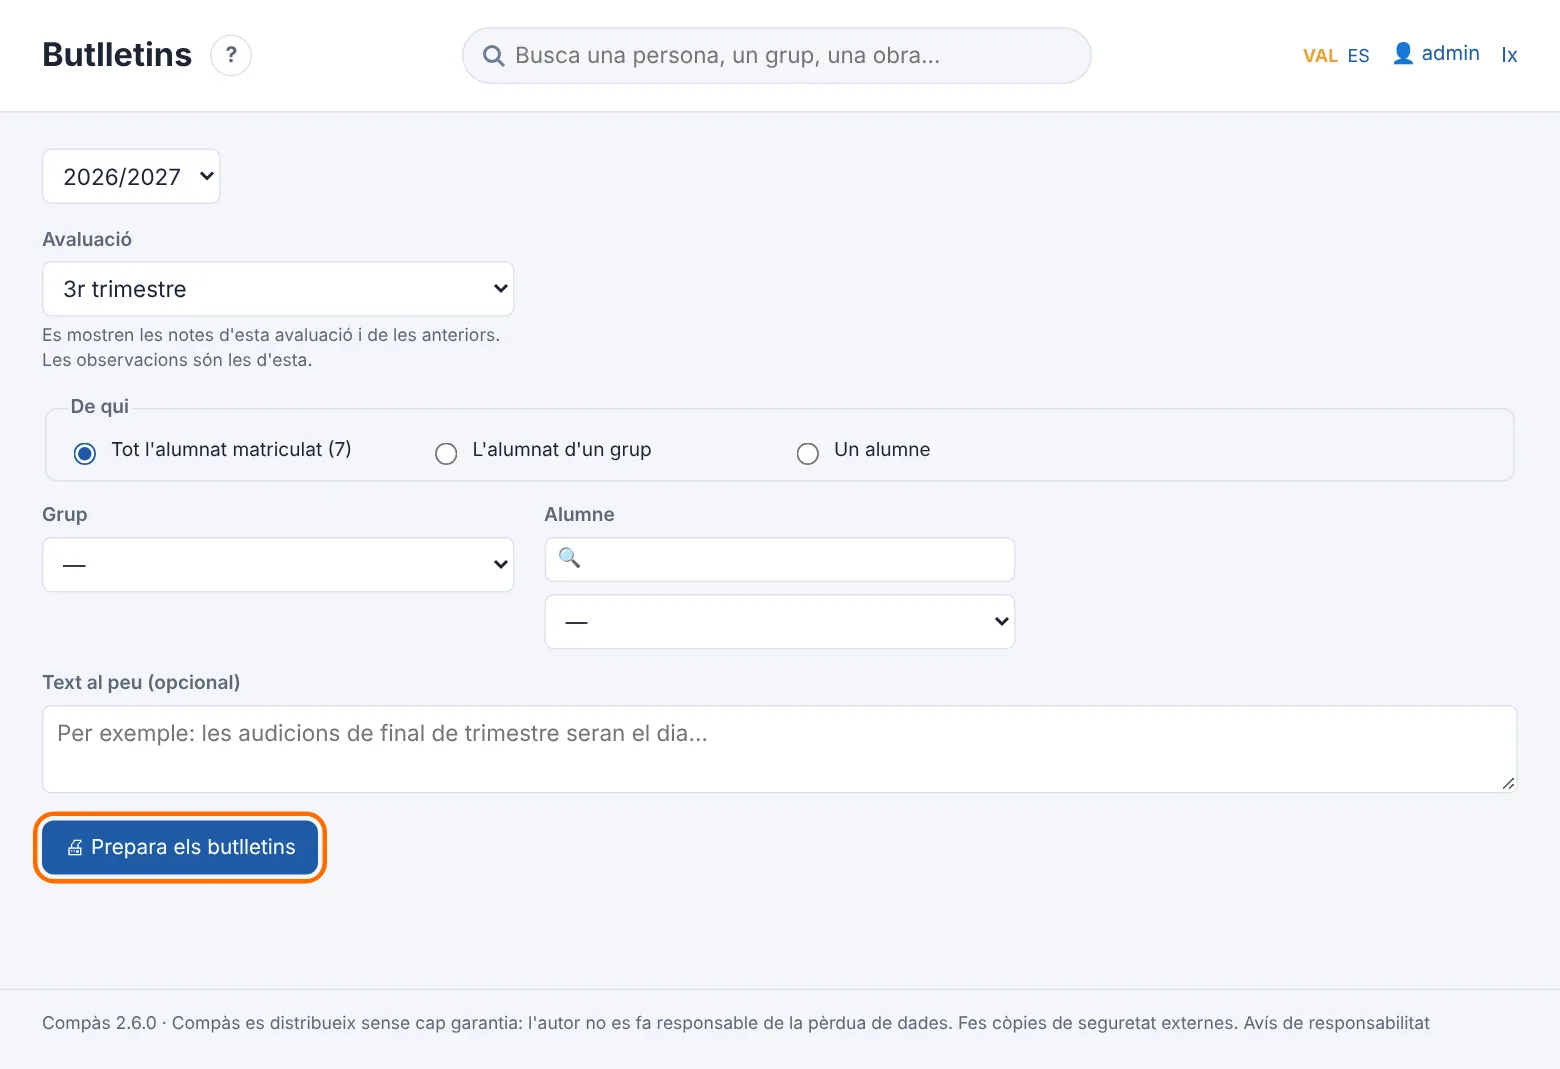 Butlletins ?
Busca una persona, un grup, una obra...
VAL ES admin Ix
2026/2027
Avaluació
3r trimestre
Es mostren les notes d'esta avaluació i de les anteriors.
Les observacions són les d'esta.
De qui
Tot l'alumnat matriculat (7) L'alumnat d'un grup Un alumne
Grup Alumne
—
—
Text al peu (opcional)
Per exemple: les audicions de final de trimestre seran el dia...
Prepara els butlletins
Compàs 2.6.0 · Compàs es distribueix sense cap garantia: l'autor no es fa responsable de la pèrdua de dades. Fes còpies de seguretat externes. Avís de responsabilitat